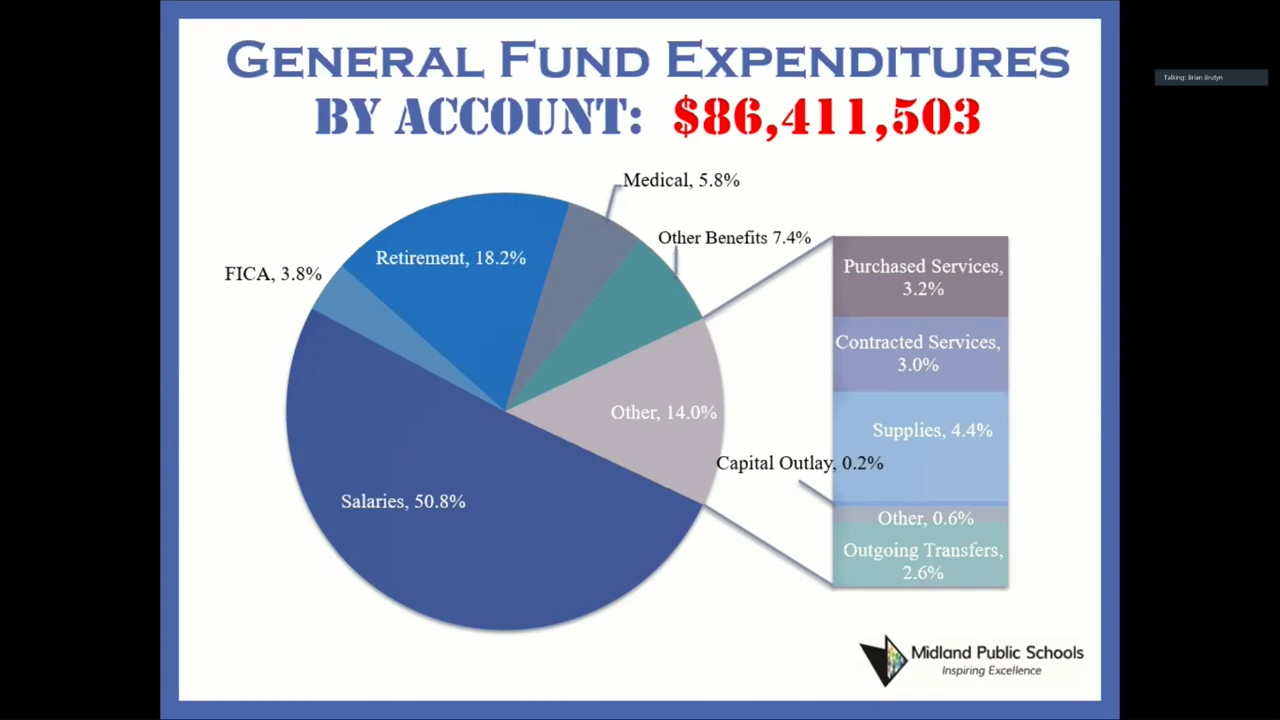 GENERAL FUND EXPENDITURES
BY ACCOUNT: $86,411,503
Talking: Brian Brutyn
Medical, 5.8%
Other Benefits 7.4%
Retirement, 18.2%
FICA, 3.8%
Purchased Services,
3.2%
Contracted Services,
3.0%
Other, 14.0%
Supplies, 4.4%
Capital Outlay, 0.2%
Salaries, 50.8%
Other, 0.6%
Outgoing Transfers,
2.6%
Midland Public Schools
Inspiring Excellence